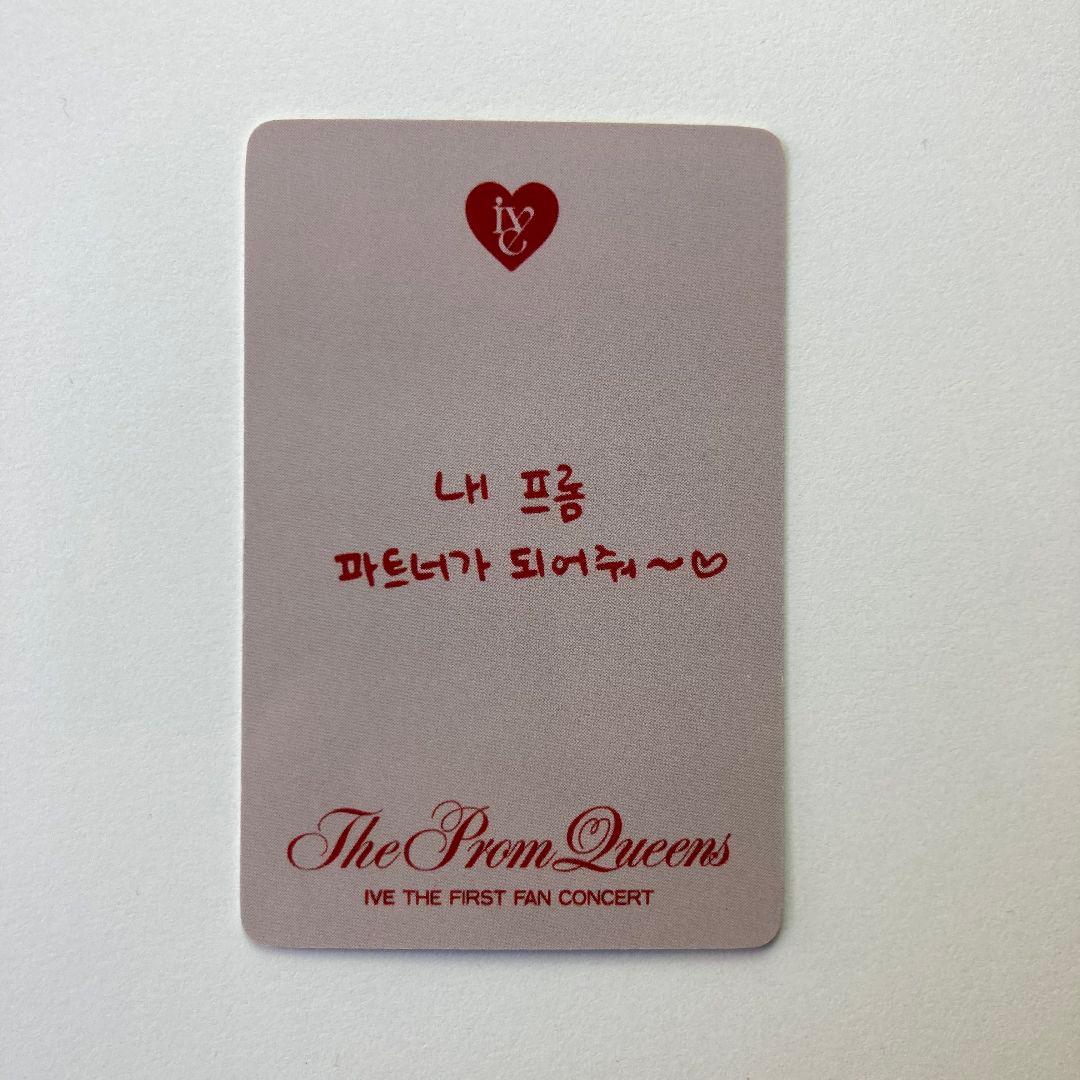 ive
내 프롬
파트너가 되어줘~♡
The Prom Queens
IVE THE FIRST FAN CONCERT